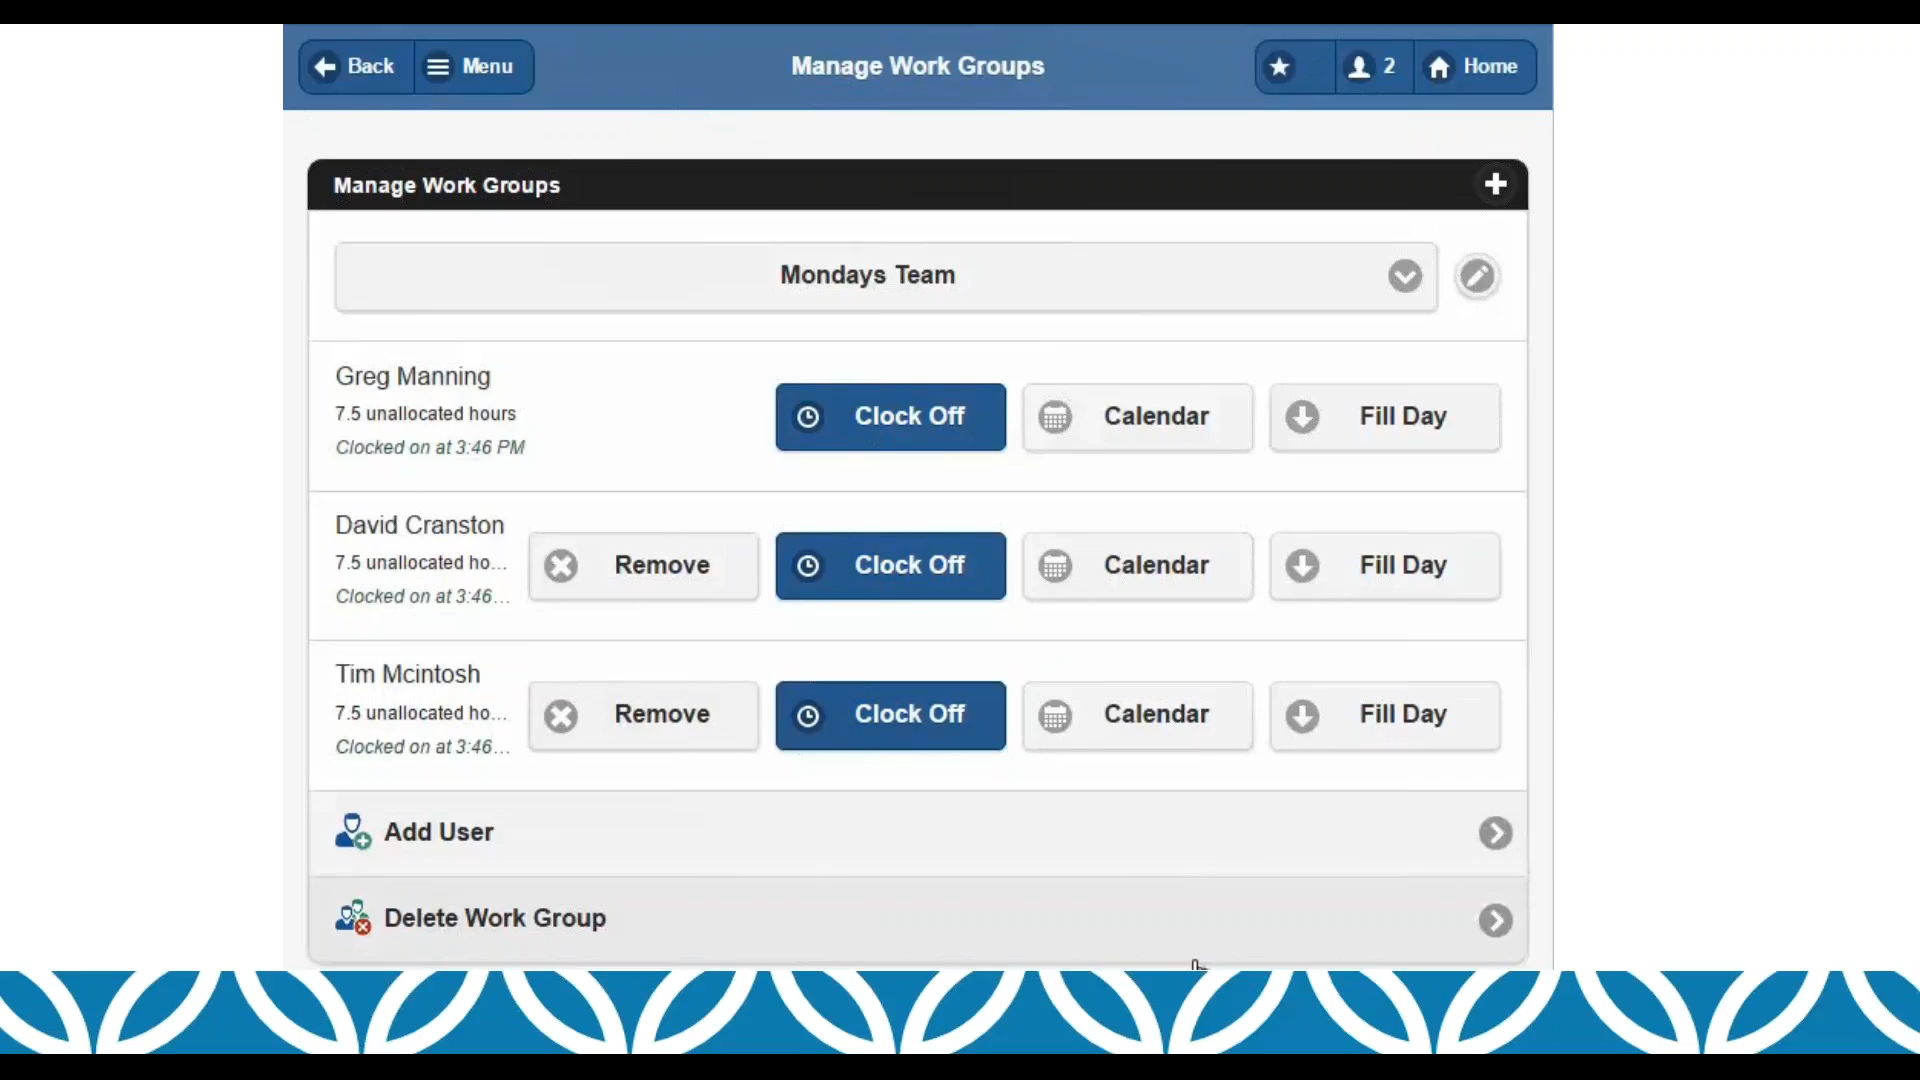 Back Menu Manage Work Groups 2 Home
Manage Work Groups
Mondays Team
Greg Manning
7.5 unallocated hours
Clocked on at 3:46 PM
Clock Off Calendar Fill Day
David Cranston
7.5 unallocated ho...
Clocked on at 3:46...
Remove Clock Off Calendar Fill Day
Tim Mcintosh
7.5 unallocated ho...
Clocked on at 3:46...
Remove Clock Off Calendar Fill Day
Add User
Delete Work Group